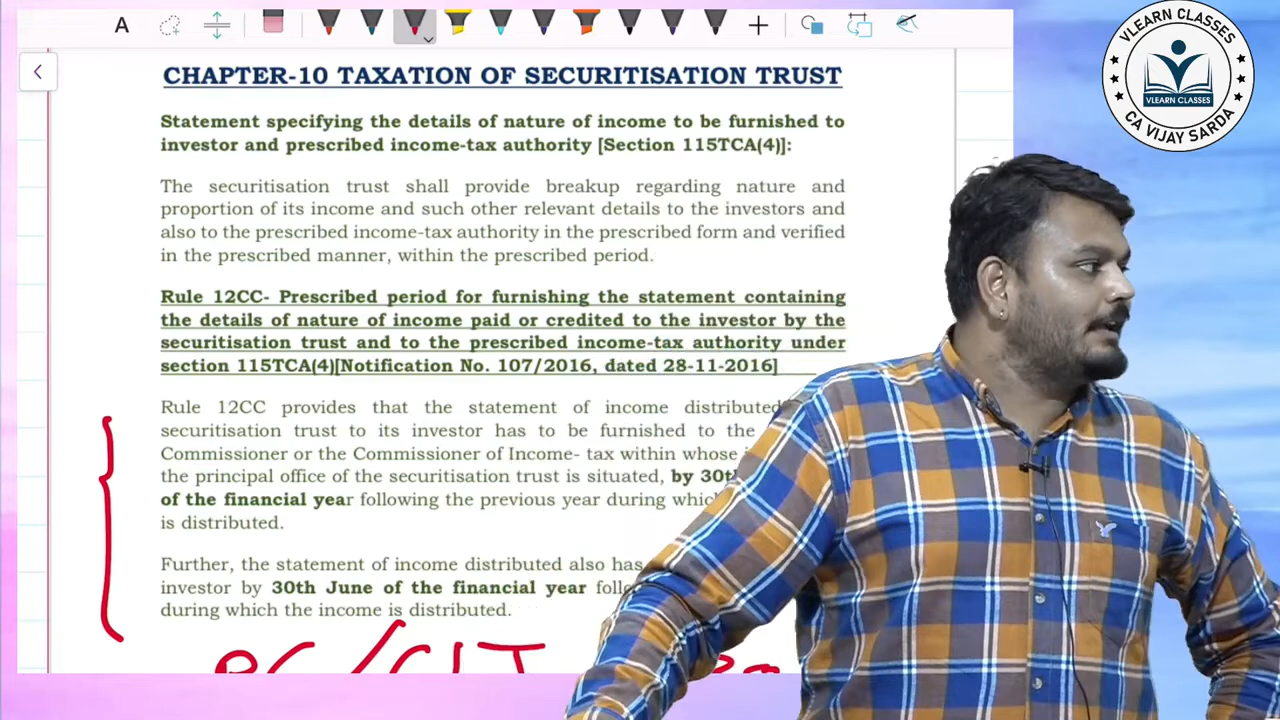 A
VLEARN CLASSES
VLEARN CLASSES
CA VIJAY SARDA
CHAPTER-10 TAXATION OF SECURITISATION TRUST
Statement specifying the details of nature of income to be furnished to
investor and prescribed income-tax authority [Section 115TCA(4)]:
The securitisation trust shall provide breakup regarding nature and
proportion of its income and such other relevant details to the investors and
also to the prescribed income-tax authority in the prescribed form and verified
in the prescribed manner, within the prescribed period.
Rule 12CC- Prescribed period for furnishing the statement containing
the details of nature of income paid or credited to the investor by the
securitisation trust and to the prescribed income-tax authority under
section 115TCA(4)[Notification No. 107/2016, dated 28-11-2016]
Rule 12CC provides that the statement of income distributed
securitisation trust to its investor has to be furnished to the
Commissioner or the Commissioner of Income- tax within whose
the principal office of the securitisation trust is situated, by
of the financial year following the previous year during
is distributed.
Further, the statement of income distributed also has
investor by 30th June of the financial year
during which the income is distributed.
PC/CIT